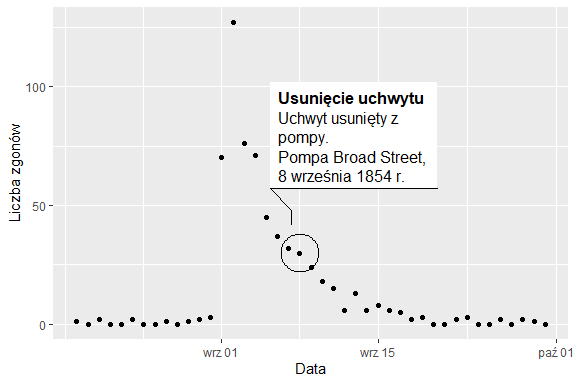 Usunięcie uchwytu
Uchwyt usunięty z
pompy.
Pompa Broad Street,
8 września 1854 r.
Liczba zgonów
100
50
0
wrz 01
wrz 15
paź 01
Data